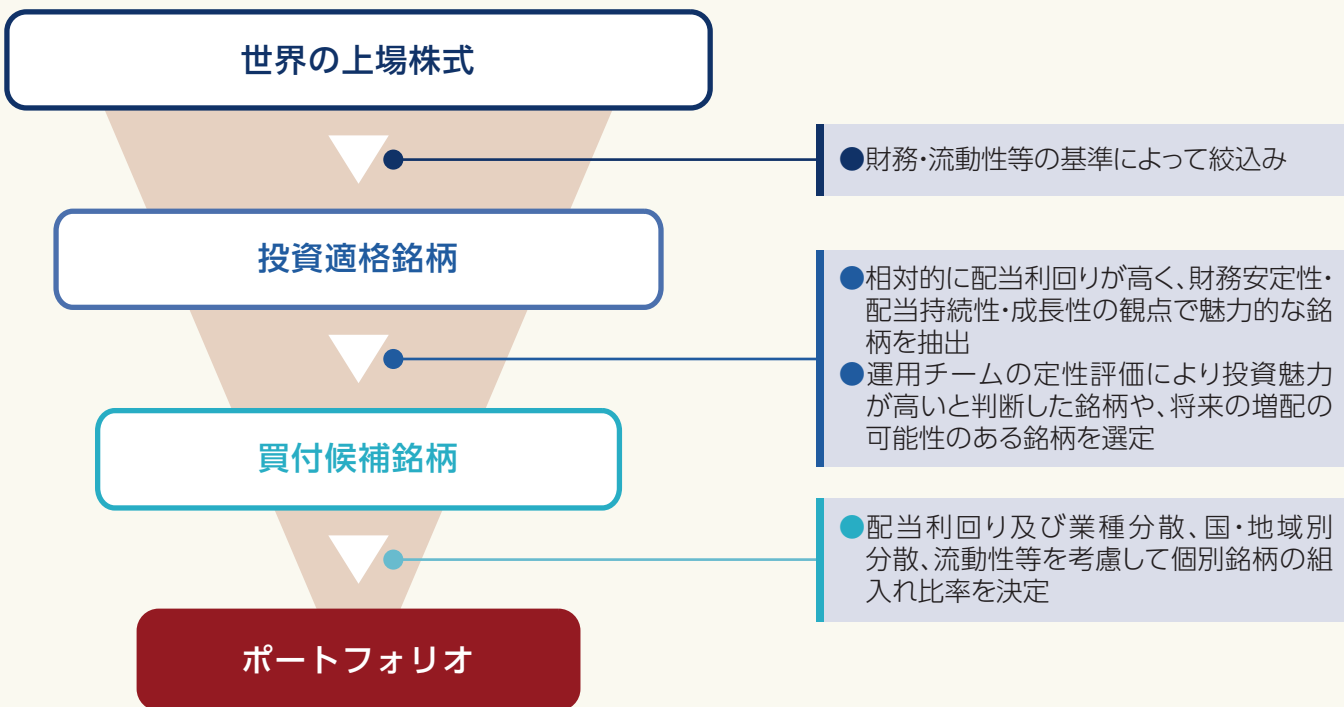 世界の上場株式
●財務・流動性等の基準によって絞込み
投資適格銘柄
●相対的に配当利回りが高く、財務安定性・
配当持続性・成長性の観点で魅力的な銘
柄を抽出
●運用チームの定性評価により投資魅力
が高いと判断した銘柄や、将来の増配の
可能性のある銘柄を選定
買付候補銘柄
●配当利回り及び業種分散、国・地域別
分散、流動性等を考慮して個別銘柄の組
入れ比率を決定
ポートフォリオ